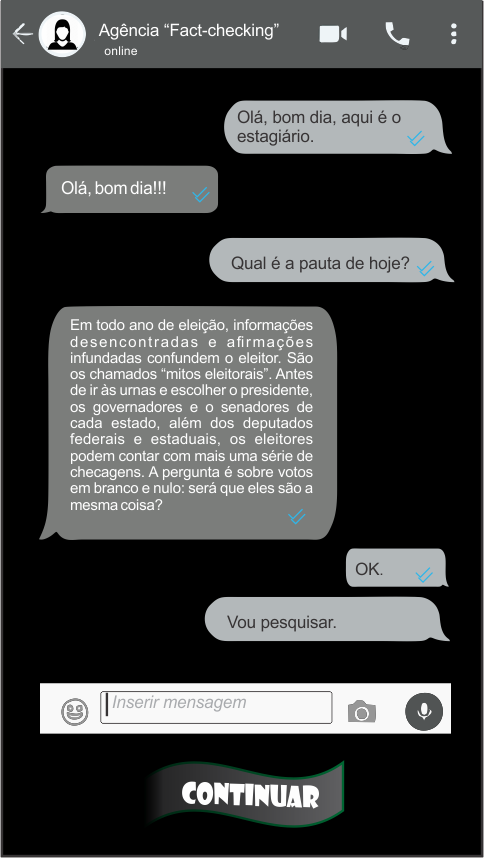 Agência “Fact-checking”
online
Olá, bom dia, aqui é o
estagiário.
Olá, bom dia!!!
Qual é a pauta de hoje?
Em todo ano de eleição, informações
desencontradas e afirmações
infundadas confundem o eleitor. São
os chamados “mitos eleitorais”. Antes
de ir às urnas e escolher o presidente,
os governadores e o senadores de
cada estado, além dos deputados
federais e estaduais, os eleitores
podem contar com mais uma série de
checagens. A pergunta é sobre votos
em branco e nulo: será que eles são a
mesma coisa?
OK.
Vou pesquisar.
Inserir mensagem
CONTINUAR